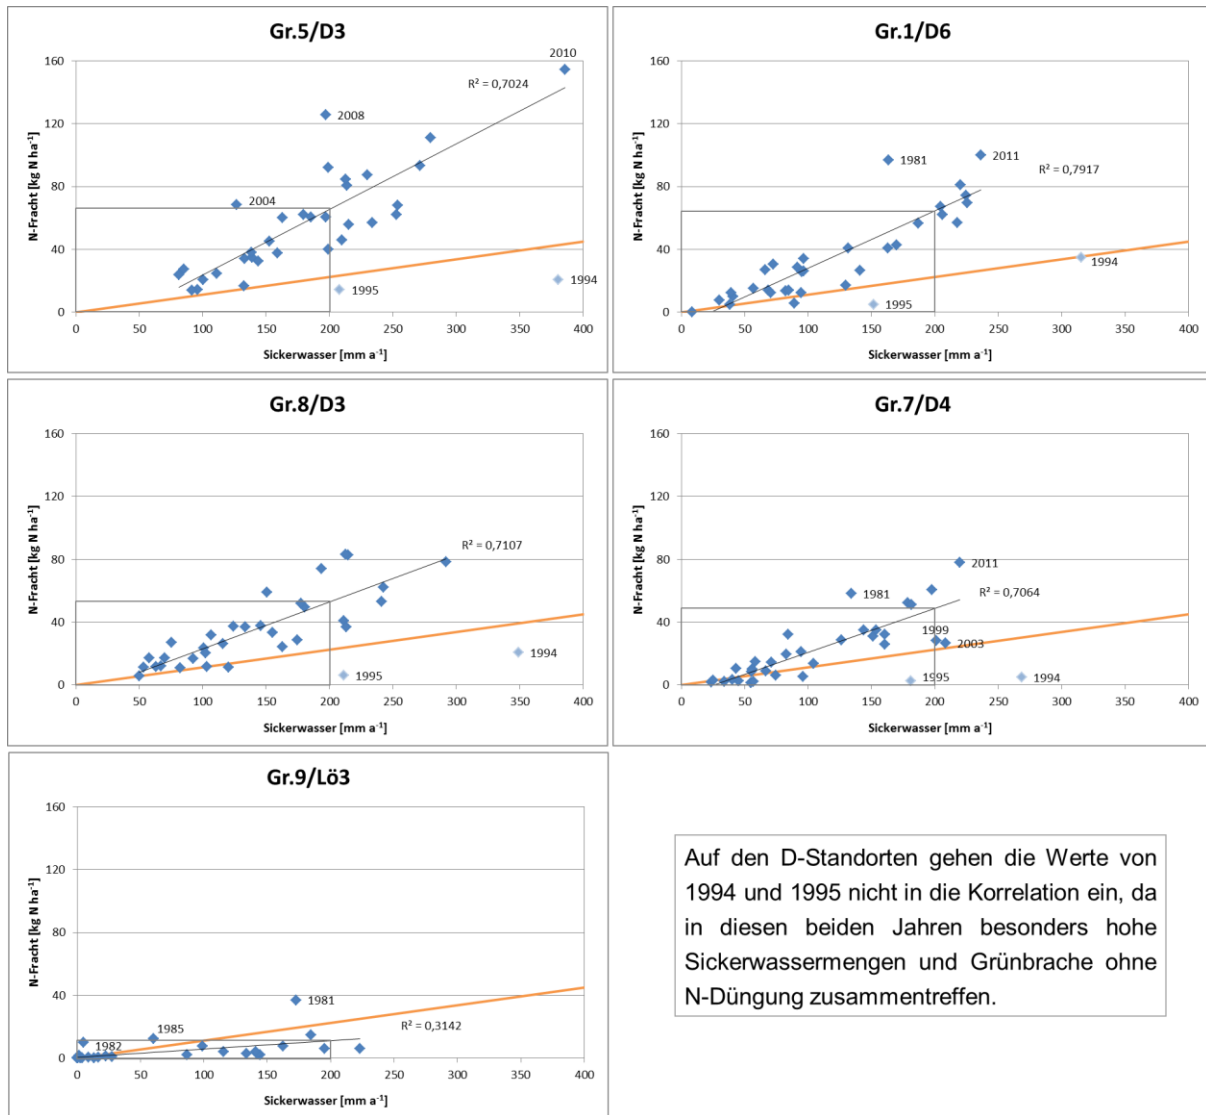 Gr.5/D3
N-Fracht [kg N ha⁻¹]
160
120
80
40
0
2010
R² = 0,7024
2008
2004
1995
1994
0 50 100 150 200 250 300 350 400
Sickerwasser [mm a⁻¹]
Gr.1/D6
N-Fracht [kg N ha⁻¹]
160
120
80
40
0
1981
2011
R² = 0,7917
1994
1995
0 50 100 150 200 250 300 350 400
Sickerwasser [mm a⁻¹]
Gr.8/D3
N-Fracht [kg N ha⁻¹]
160
120
80
40
0
R² = 0,7107
1994
1995
0 50 100 150 200 250 300 350 400
Sickerwasser [mm a⁻¹]
Gr.7/D4
N-Fracht [kg N ha⁻¹]
160
120
80
40
0
2011
1981
R² = 0,7064
1999
2003
1995
1994
0 50 100 150 200 250 300 350 400
Sickerwasser [mm a⁻¹]
Gr.9/Lö3
N-Fracht [kg N ha⁻¹]
160
120
80
40
0
1981
1985
R² = 0,3142
1982
0 50 100 150 200 250 300 350 400
Sickerwasser [mm a⁻¹]
Auf den D-Standorten gehen die Werte von
1994 und 1995 nicht in die Korrelation ein, da
in diesen beiden Jahren besonders hohe
Sickerwassermengen und Grünbrache ohne
N-Düngung zusammentreffen.